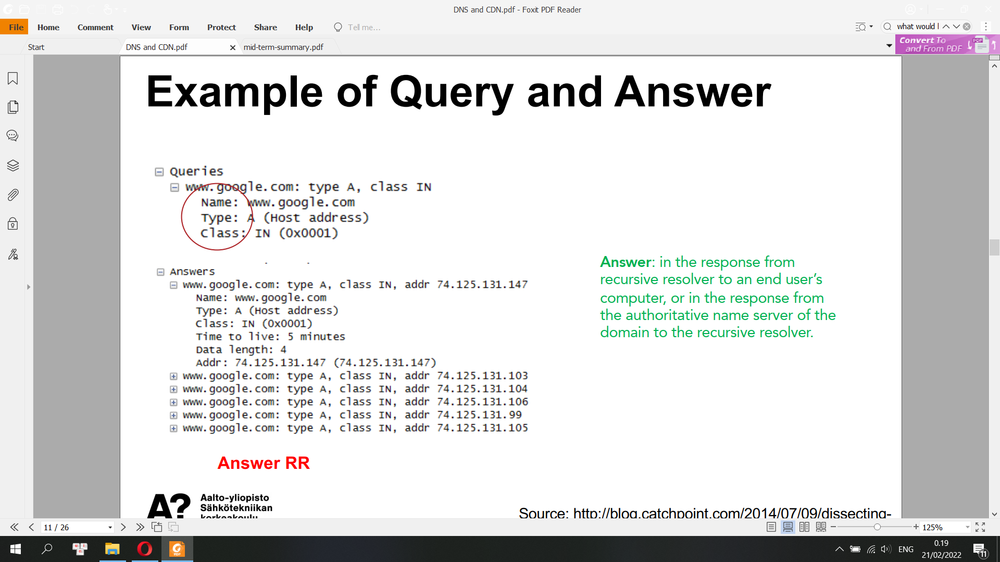 DNS and CDN.pdf - Foxit PDF Reader
File Home Comment View Form Protect Share Help Tell me... what would
Start DNS and CDN.pdf mid-term-summary.pdf
Convert To
and From PDF
PDF
Example of Query and Answer
Queries
www.google.com: type A, class IN
Name: www.google.com
Type: A (Host address)
Class: IN (0x0001)
Answers
www.google.com: type A, class IN, addr 74.125.131.147
Name: www.google.com
Type: A (Host address)
Class: IN (0x0001)
Time to live: 5 minutes
Data length: 4
Addr: 74.125.131.147 (74.125.131.147)
www.google.com: type A, class IN, addr 74.125.131.103
www.google.com: type A, class IN, addr 74.125.131.104
www.google.com: type A, class IN, addr 74.125.131.106
www.google.com: type A, class IN, addr 74.125.131.99
www.google.com: type A, class IN, addr 74.125.131.105
Answer: in the response from
recursive resolver to an end user’s
computer, or in the response from
the authoritative name server of the
domain to the recursive resolver.
Answer RR
A?
Aalto-yliopisto
Sähkötekniikan
korkeakoulu
Source: http://blog.catchpoint.com/2014/07/09/dissecting-
11 / 26
125%
PDF
ENG
0.19
21/02/2022
11